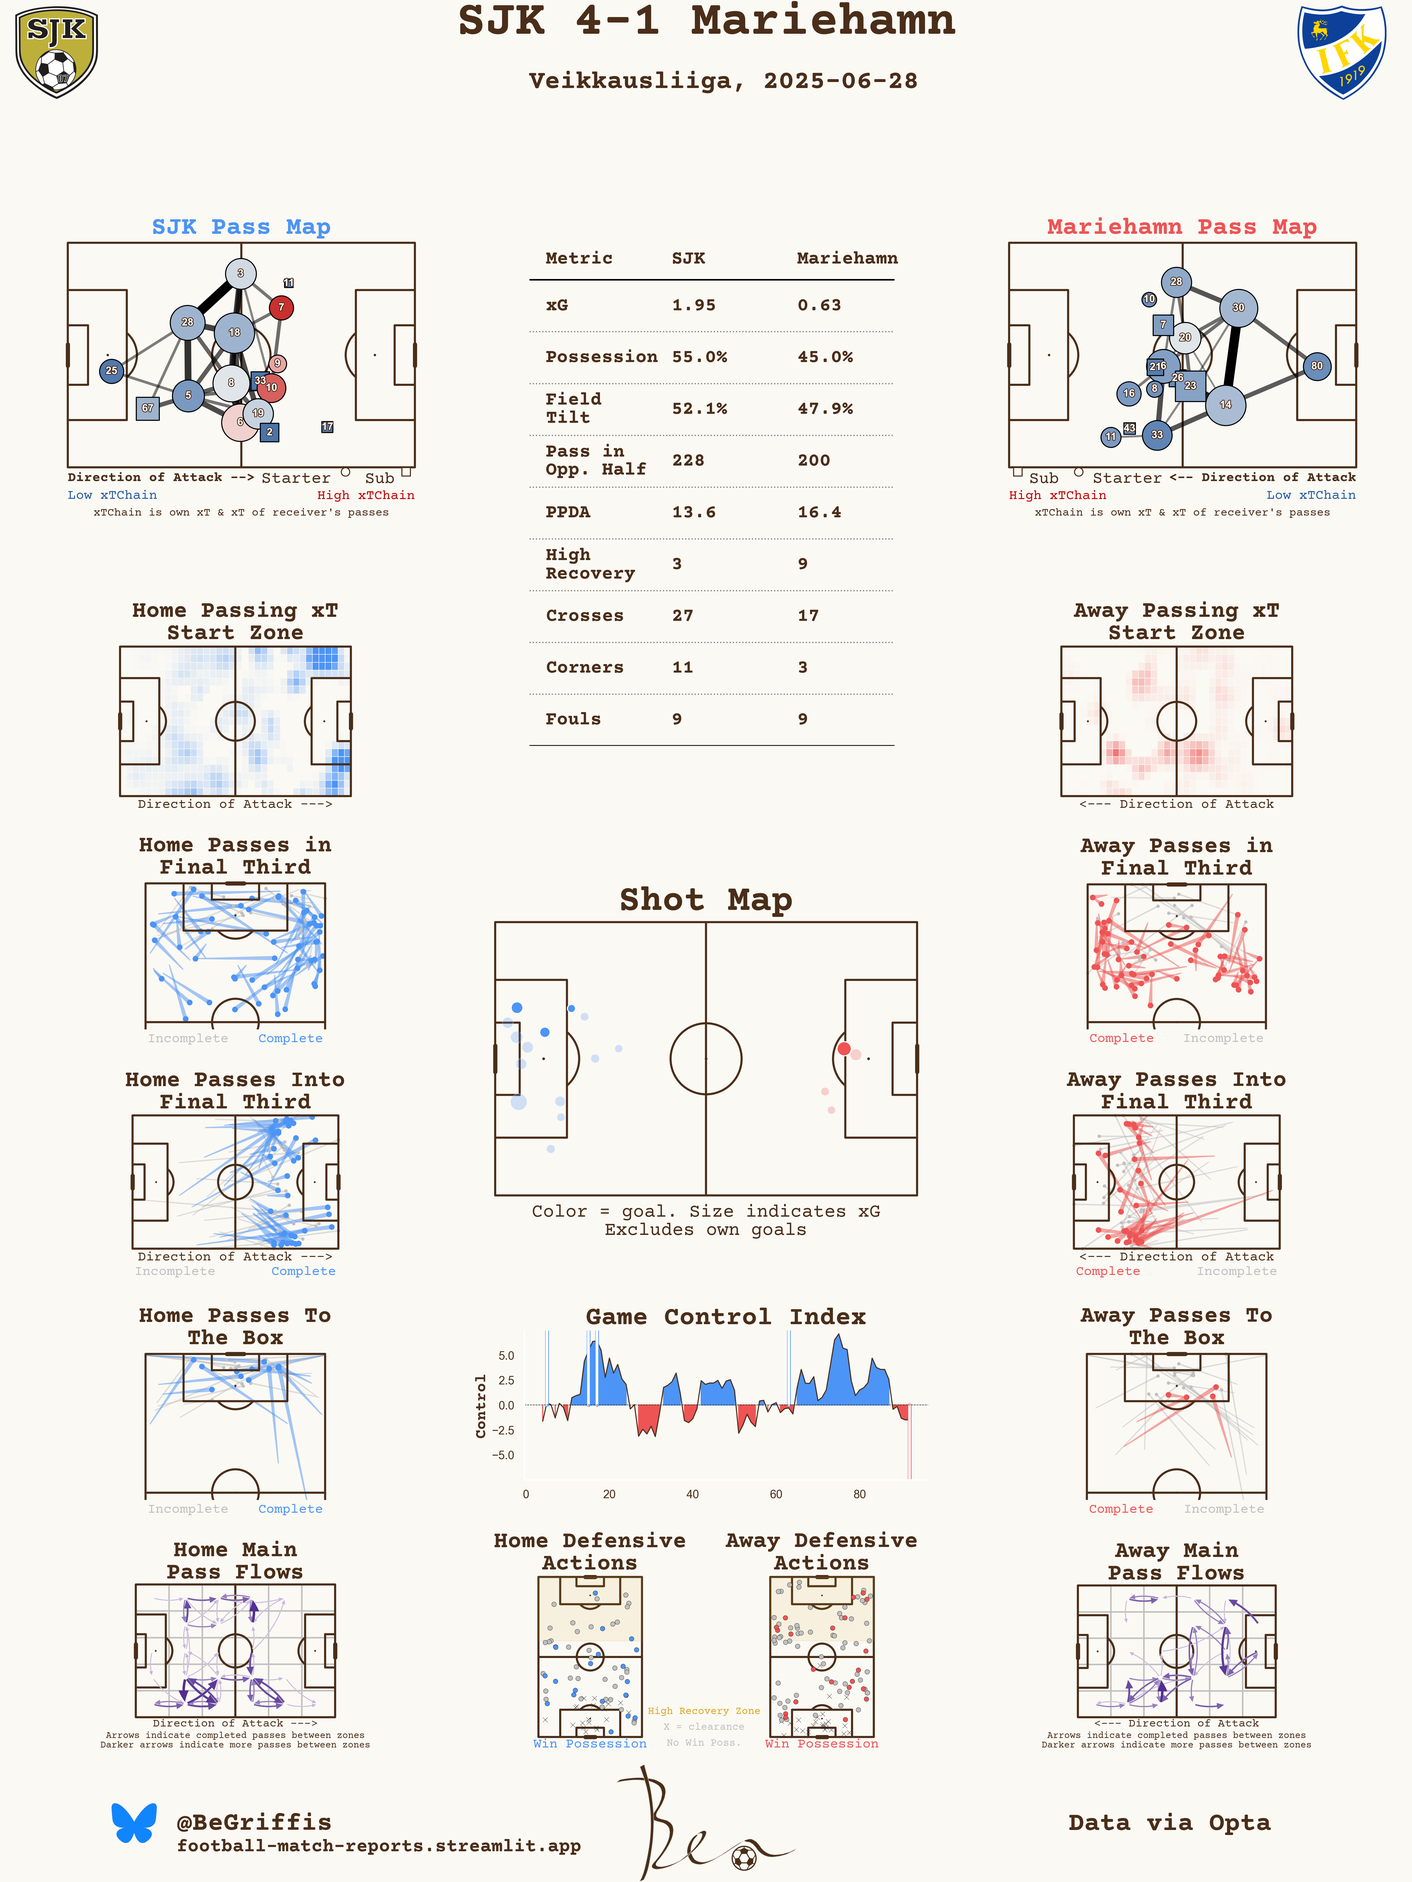 SJK 4-1 Mariehamn
Veikkausliiga, 2025-06-28
SJK
IFK
1919
SJK Pass Map
3
11
7
28
18
9
25
33
10
8
5
67
19
6
2
17
Direction of Attack --> Starter Sub
Low xTChain High xTChain
xTChain is own xT & xT of receiver's passes
Metric SJK Mariehamn
xG 1.95 0.63
Possession 55.0% 45.0%
Field
Tilt 52.1% 47.9%
Pass in
Opp. Half 228 200
PPDA 13.6 16.4
High
Recovery 3 9
Crosses 27 17
Corners 11 3
Fouls 9 9
Mariehamn Pass Map
28
10
30
7
20
21
6
80
26
23
16
8
14
43
11
33
Sub Starter <-- Direction of Attack
High xTChain Low xTChain
xTChain is own xT & xT of receiver's passes
Home Passing xT
Start Zone
Direction of Attack --->
Away Passing xT
Start Zone
<--- Direction of Attack
Home Passes in
Final Third
Incomplete Complete
Away Passes in
Final Third
Complete Incomplete
Shot Map
Color = goal. Size indicates xG
Excludes own goals
Home Passes Into
Final Third
Direction of Attack --->
Incomplete Complete
Away Passes Into
Final Third
<--- Direction of Attack
Complete Incomplete
Home Passes To
The Box
Incomplete Complete
Game Control Index
Control
5.0
2.5
0.0
−2.5
−5.0
0 20 40 60 80
Away Passes To
The Box
Complete Incomplete
Home Main
Pass Flows
Direction of Attack --->
Arrows indicate completed passes between zones
Darker arrows indicate more passes between zones
Home Defensive
Actions
Win Possession
Away Defensive
Actions
Win Possession
High Recovery Zone
X = clearance
No Win Poss.
Away Main
Pass Flows
<--- Direction of Attack
Arrows indicate completed passes between zones
Darker arrows indicate more passes between zones
@BeGriffis
football-match-reports.streamlit.app
Ben
Data via Opta